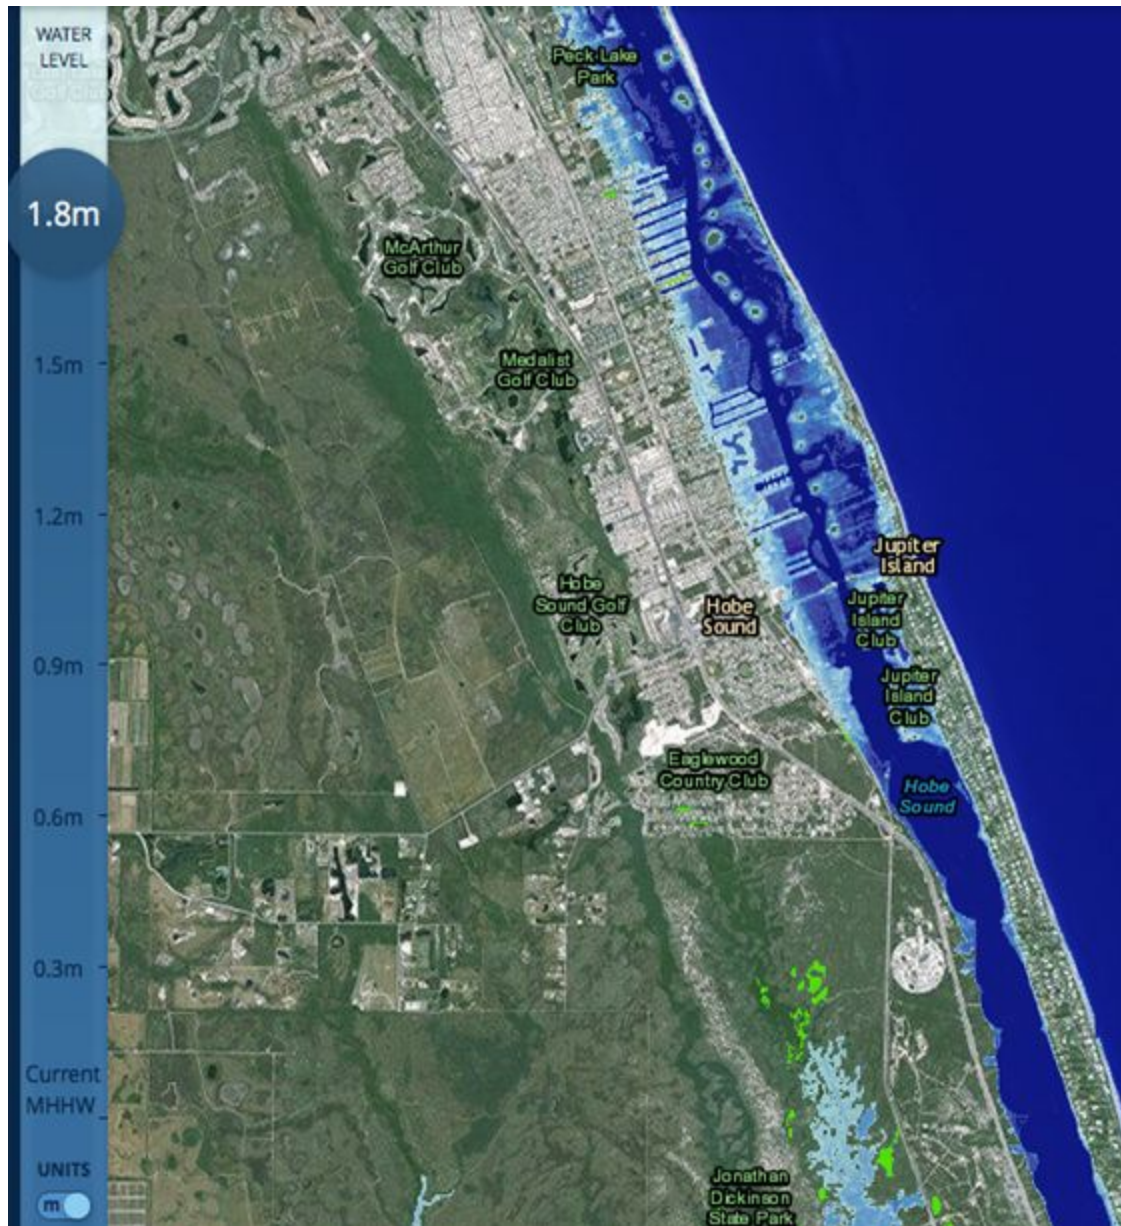 WATER
LEVEL
1.8m
1.5m
1.2m
0.9m
0.6m
0.3m
Current
MHHW
UNITS
m
Peck Lake
Park
McArthur
Golf Club
Medalist
Golf Club
Hobe
Sound Golf
Club
Hobe
Sound
Jupiter
Island
Jupiter
Island
Club
Jupiter
Island
Club
Eaglewood
Country Club
Hobe
Sound
Jonathan
Dickinson
State Park